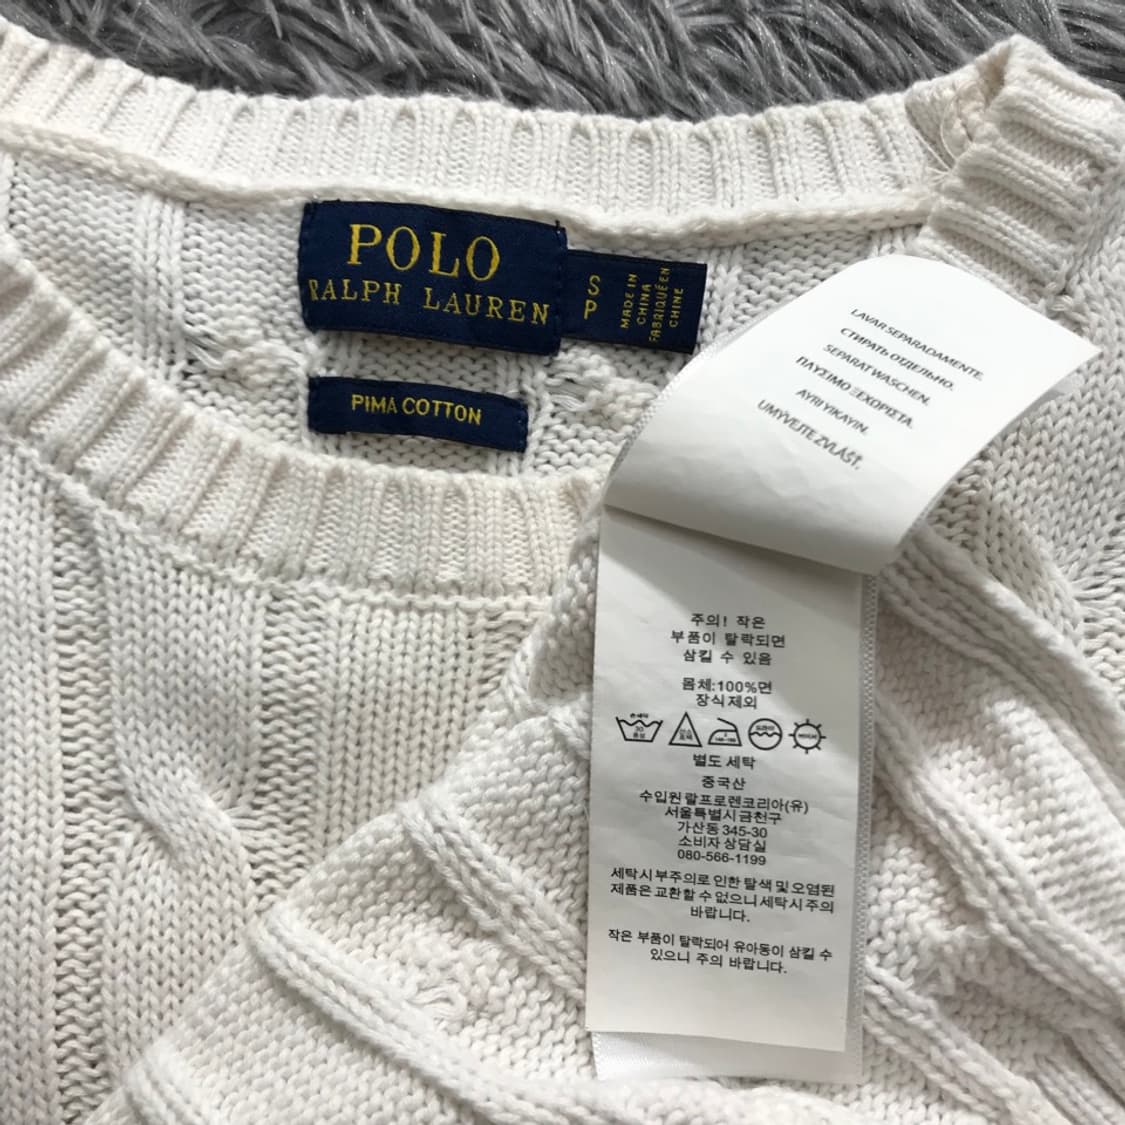 POLO
RALPH LAUREN
S
P
MADE IN
CHINA
FABRIQUÉ EN
CHINE
PIMA COTTON
LAVAR SEPARADAMENTE.
СТИРАТЬ ОТДЕЛЬНО.
SEPARAT WASCHEN.
ΠΛΥΣΙΜΟ ΞΕΧΩΡΙΣΤΑ.
AYRI YIKAYIN.
UMÝVEJTE ZVLÁŠŤ.
주의! 작은
부품이 탈락되면
삼킬 수 있음
몸체:100%면
장식제외
손세탁
30
중성
별도 세탁
중국산
수입원랄프로렌코리아(유)
서울특별시금천구
가산동 345-30
소비자 상담실
080-566-1199
세탁시부주의로 인한 탈색및오염된
제품은교환할수없으니세탁시주의
바랍니다.
작은 부품이 탈락되어 유아동이 삼킬 수
있으니 주의 바랍니다.